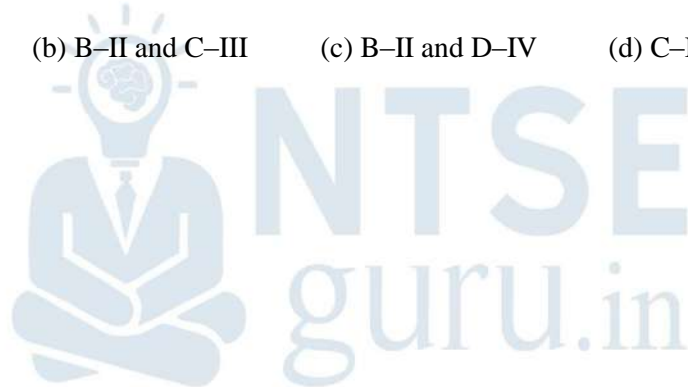 (b) B–II and C–III (c) B–II and D–IV (d) C–
NTSE
guru.in